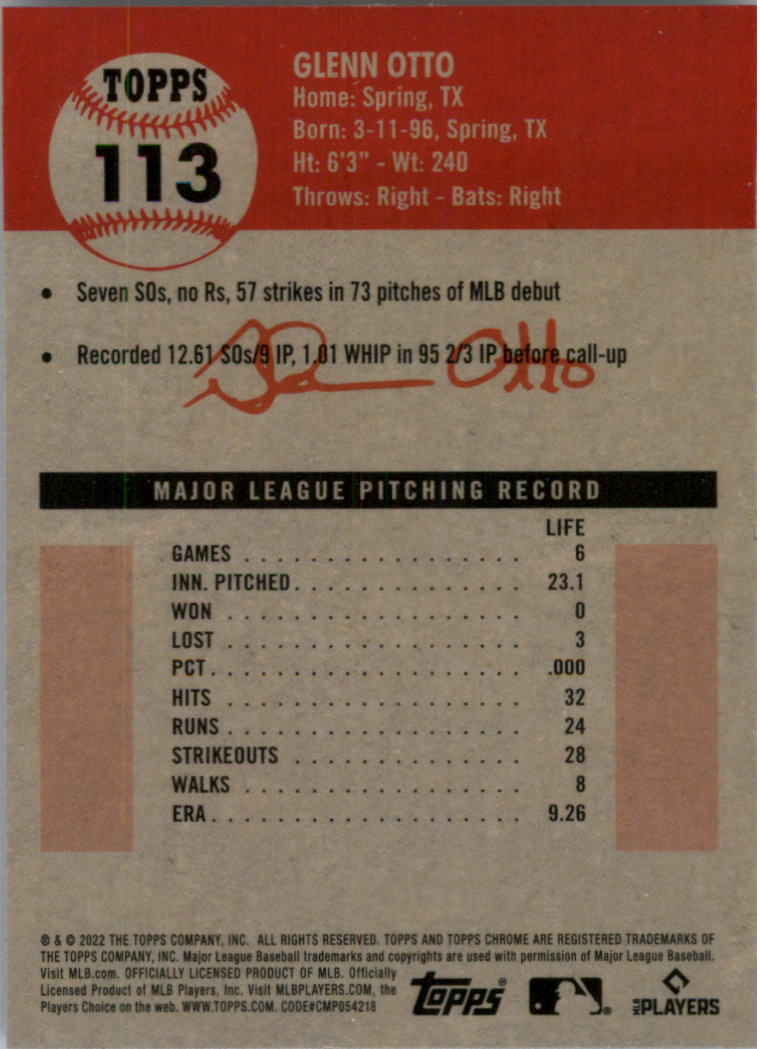 TOPPS
113
GLENN OTTO
Home: Spring, TX
Born: 3-11-96, Spring, TX
Ht: 6'3" - Wt: 240
Throws: Right - Bats: Right
• Seven SOs, no Rs, 57 strikes in 73 pitches of MLB debut
• Recorded 12.61 SOs/9 IP, 1.01 WHIP in 95 2/3 IP before call-up
Glenn Otto
MAJOR LEAGUE PITCHING RECORD
LIFE
GAMES . . . . . . . . . . . . . . . . . 6
INN. PITCHED . . . . . . . . . . . . . . 23.1
WON . . . . . . . . . . . . . . . . . . 0
LOST . . . . . . . . . . . . . . . . . . 3
PCT . . . . . . . . . . . . . . . . . . .000
HITS . . . . . . . . . . . . . . . . . . 32
RUNS . . . . . . . . . . . . . . . . . . 24
STRIKEOUTS . . . . . . . . . . . . . . . 28
WALKS . . . . . . . . . . . . . . . . . 8
ERA . . . . . . . . . . . . . . . . . . 9.26
® & © 2022 THE TOPPS COMPANY, INC. ALL RIGHTS RESERVED. TOPPS AND TOPPS CHROME ARE REGISTERED TRADEMARKS OF
THE TOPPS COMPANY, INC. Major League Baseball trademarks and copyrights are used with permission of Major League Baseball.
Visit MLB.com. OFFICIALLY LICENSED PRODUCT OF MLB. Officially
Licensed Product of MLB Players, Inc. Visit MLBPLAYERS.COM, the
Players Choice on the web. WWW.TOPPS.COM. CODE#CMP054218
topps®
MLB PLAYERS